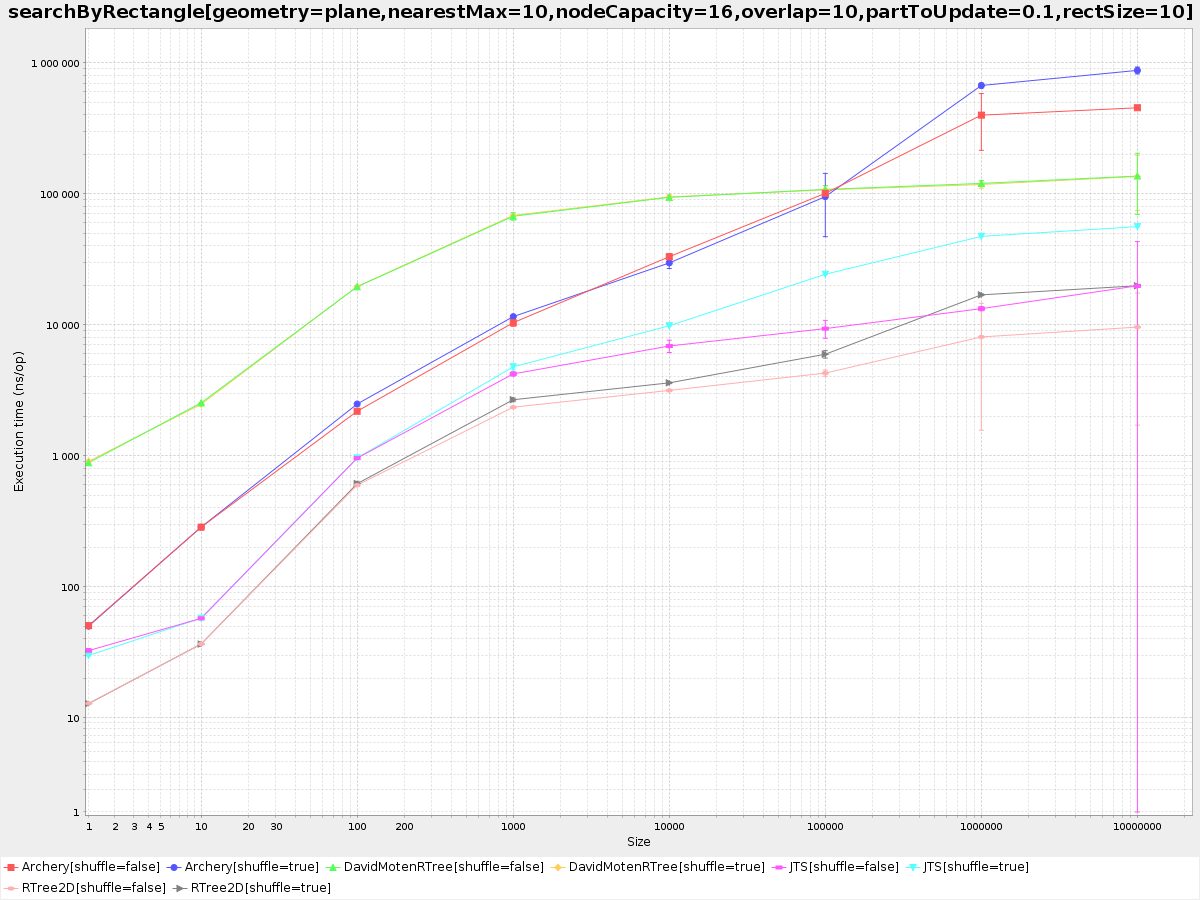 searchByRectangle[geometry=plane,nearestMax=10,nodeCapacity=16,overlap=10,partToUpdate=0.1,rectSize=10]
Execution time (ns/op)
1 000 000
100 000
10 000
1 000
100
10
1
1 2 3 4 5 10 20 30 100 200 1000 10000 100000 1000000 10000000
Size
Archery[shuffle=false] Archery[shuffle=true] DavidMotenRTree[shuffle=false] DavidMotenRTree[shuffle=true] JTS[shuffle=false] JTS[shuffle=true]
RTree2D[shuffle=false] RTree2D[shuffle=true]